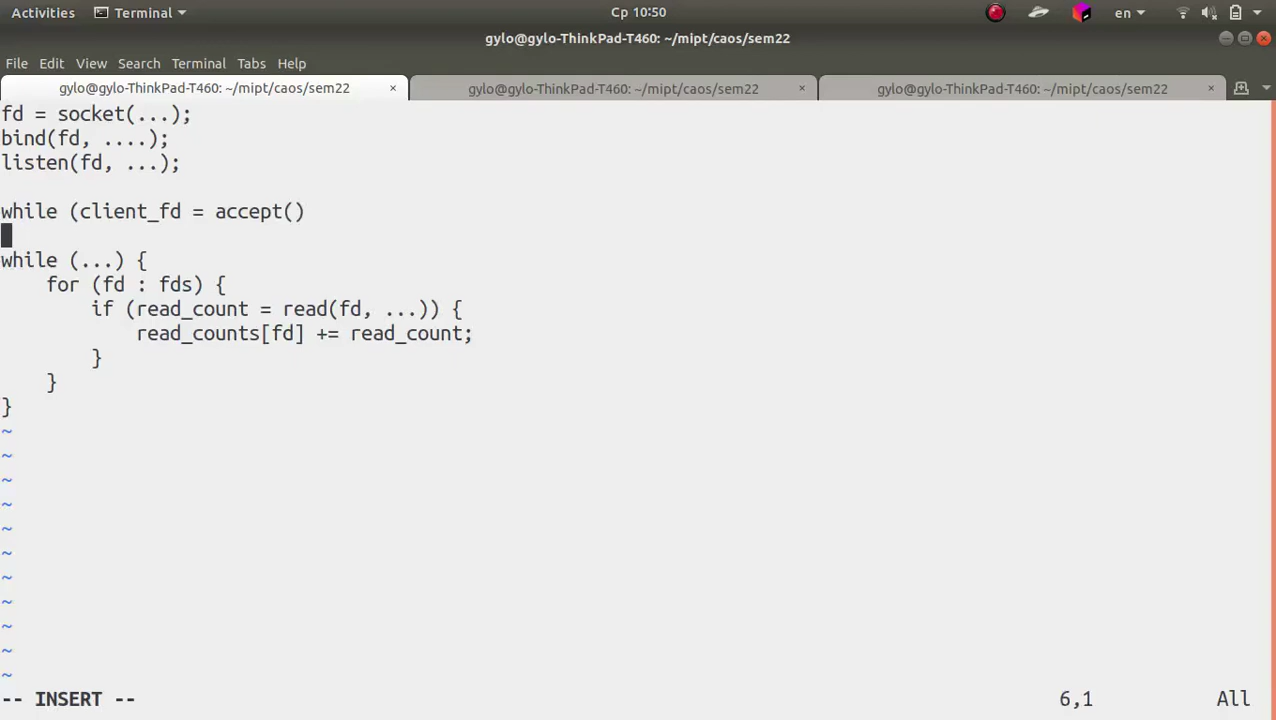 Activities Terminal Ср 10:50 en
gylo@gylo-ThinkPad-T460: ~/mipt/caos/sem22
File Edit View Search Terminal Tabs Help
gylo@gylo-ThinkPad-T460: ~/mipt/caos/sem22 × gylo@gylo-ThinkPad-T460: ~/mipt/caos/sem22 × gylo@gylo-ThinkPad-T460: ~/mipt/caos/sem22 ×
fd = socket(...);
bind(fd, ....);
listen(fd, ...);
while (client_fd = accept()
while (...) {
    for (fd : fds) {
        if (read_count = read(fd, ...)) {
            read_counts[fd] += read_count;
        }
    }
}
~
~
~
~
~
~
~
~
~
~
~
-- INSERT -- 6,1 All